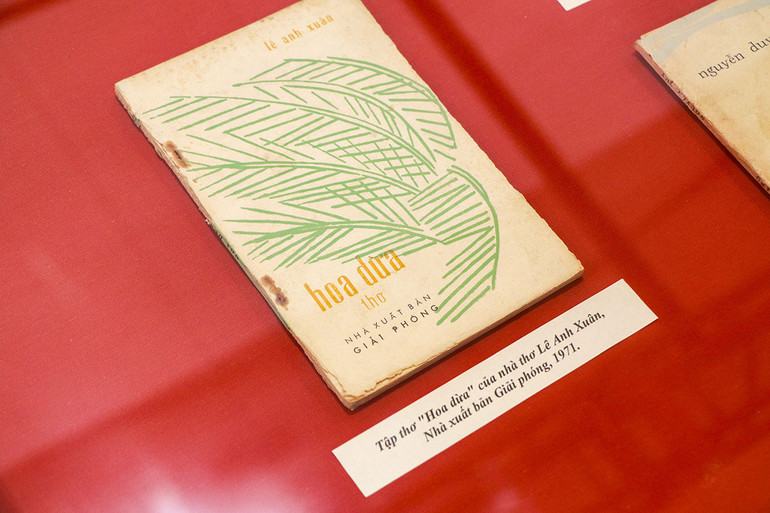 lê anh xuân
hoa dừa
thơ
NHÀ XUẤT BẢN
GIẢI PHÓNG
Tập thơ "Hoa dừa" của nhà thơ Lê Anh Xuân,
Nhà xuất bản Giải phóng, 1971.
nguyễn duy